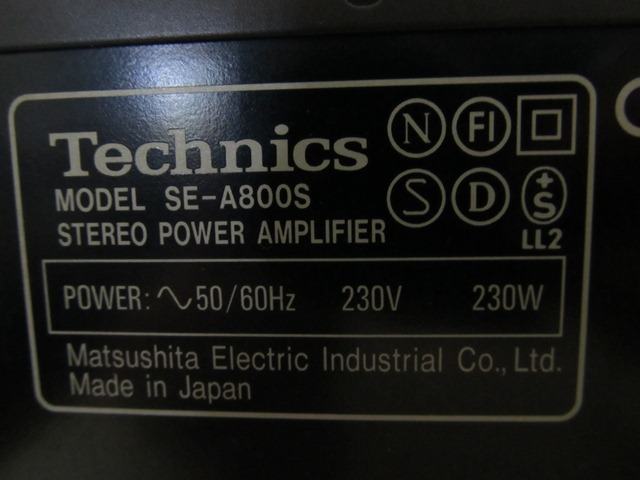 Technics
N FI
MODEL SE-A800S
S D +S
STEREO POWER AMPLIFIER
LL2
POWER: ∿50/60Hz 230V 230W
Matsushita Electric Industrial Co., Ltd.
Made in Japan